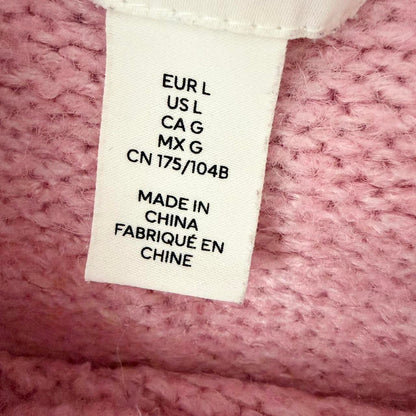 EUR L
US L
CA G
MX G
CN 175/104B
MADE IN
CHINA
FABRIQUÉ EN
CHINE